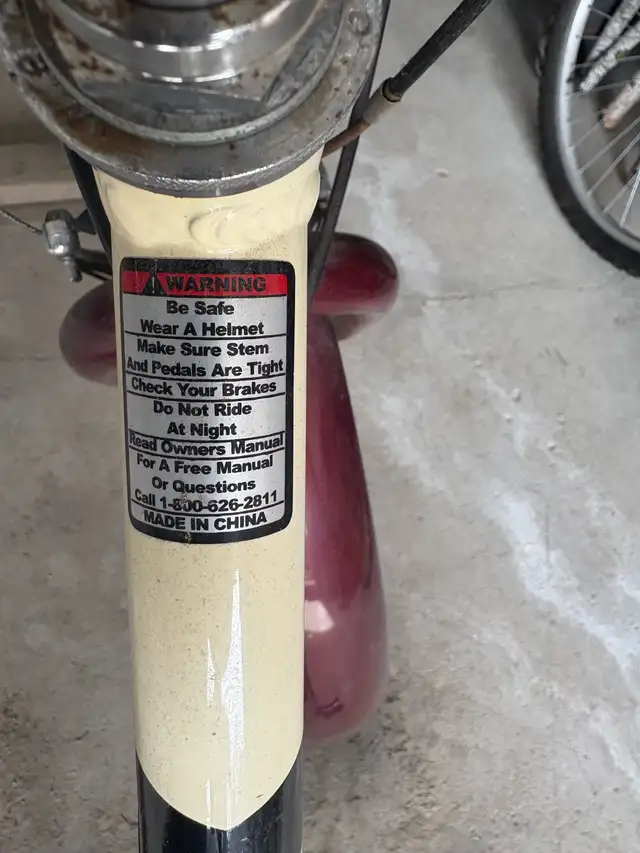 WARNING
Be Safe
Wear A Helmet
Make Sure Stem
And Pedals Are Tight
Check Your Brakes
Do Not Ride
At Night
Read Owners Manual
For A Free Manual
Or Questions
Call 1-800-626-2811
MADE IN CHINA